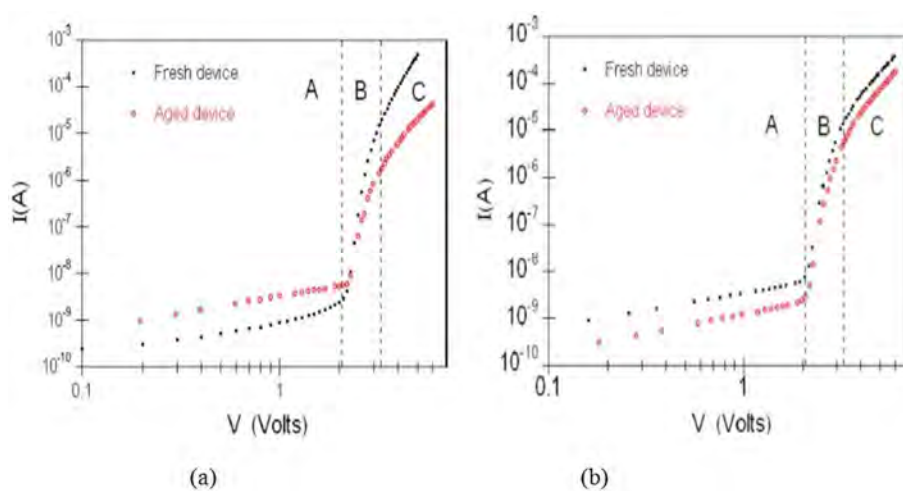 10⁻³
10⁻⁴
10⁻⁵
10⁻⁶
10⁻⁷
10⁻⁸
10⁻⁹
10⁻¹⁰
I(A)
Fresh device
Aged device
A B C
0.1 1
V (Volts)
(a)
10⁻³
10⁻⁴
10⁻⁵
10⁻⁶
10⁻⁷
10⁻⁸
10⁻⁹
10⁻¹⁰
I(A)
Fresh device
Aged device
A B C
0.1 1
V (Volts)
(b)